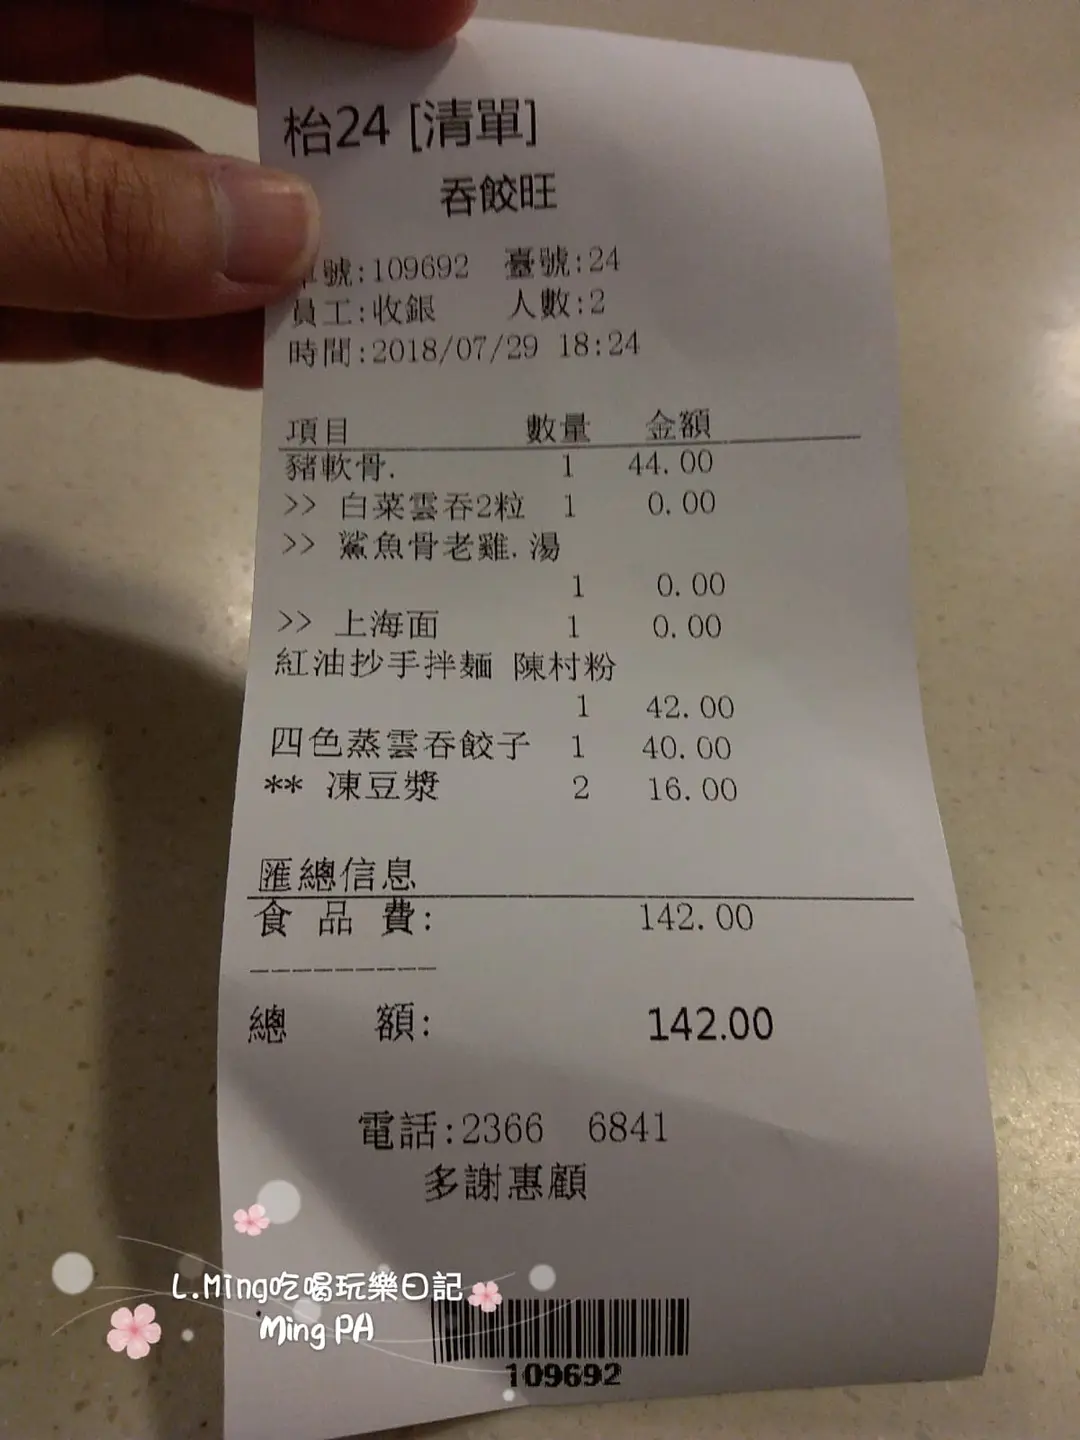 枱24 [清單]
吞餃旺
單號:109692 臺號:24
員工:收銀 人數:2
時間:2018/07/29 18:24
項目 數量 金額
豬軟骨. 1 44.00
>> 白菜雲吞2粒 1 0.00
>> 鯊魚骨老雞.湯
1 0.00
>> 上海面 1 0.00
紅油抄手拌麵 陳村粉
1 42.00
四色蒸雲吞餃子 1 40.00
** 凍豆漿 2 16.00
匯總信息
食 品 費: 142.00
----------
總 額: 142.00
電話:2366 6841
多謝惠顧
L.Ming吃喝玩樂日記
Ming PA
109692